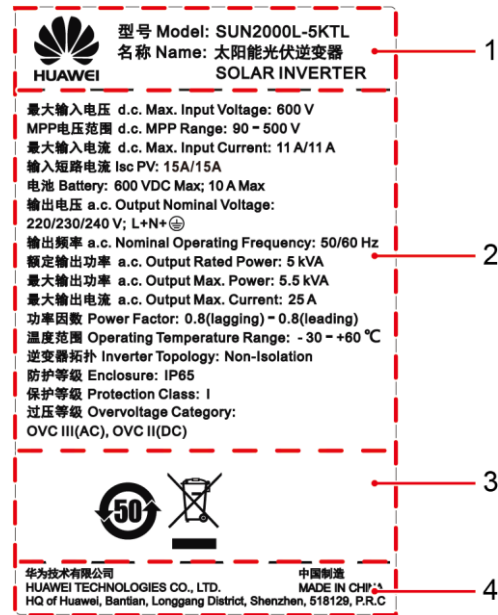 型号 Model: SUN2000L-5KTL
名称 Name: 太阳能光伏逆变器
SOLAR INVERTER
HUAWEI
1
最大输入电压 d.c. Max. Input Voltage: 600 V
MPP电压范围 d.c. MPP Range: 90 - 500 V
最大输入电流 d.c. Max. Input Current: 11 A/11 A
输入短路电流 Isc PV: 15A/15A
电池 Battery: 600 VDC Max; 10 A Max
输出电压 a.c. Output Nominal Voltage:
220/230/240 V; L+N+⏚
输出频率 a.c. Nominal Operating Frequency: 50/60 Hz
额定输出功率 a.c. Output Rated Power: 5 kVA
最大输出功率 a.c. Output Max. Power: 5.5 kVA
最大输出电流 a.c. Output Max. Current: 25 A
功率因数 Power Factor: 0.8(lagging) - 0.8(leading)
温度范围 Operating Temperature Range: - 30 - +60 ℃
逆变器拓扑 Inverter Topology: Non-Isolation
防护等级 Enclosure: IP65
保护等级 Protection Class: I
过压等级 Overvoltage Category:
OVC III(AC), OVC II(DC)
2
50
3
华为技术有限公司 中国制造
HUAWEI TECHNOLOGIES CO., LTD. MADE IN CHINA
HQ of Huawei, Bantian, Longgang District, Shenzhen, 518129, P.R.C
4